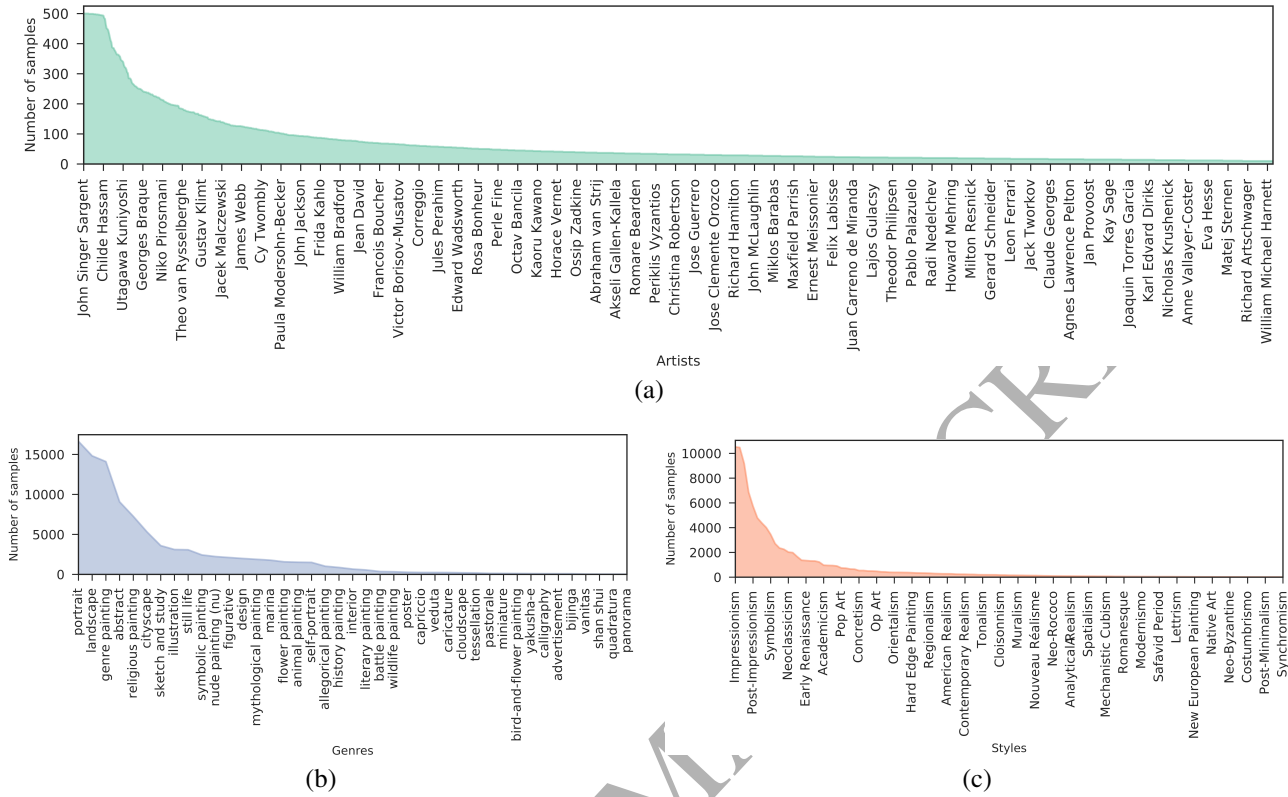 500
400
300
200
100
0
Number of samples
John Singer Sargent
Childe Hassam
Utagawa Kuniyoshi
Georges Braque
Niko Pirosmani
Theo van Rysselberghe
Gustav Klimt
Jacek Malczewski
James Webb
Cy Twombly
Paula Modersohn-Becker
John Jackson
Frida Kahlo
William Bradford
Jean David
Francois Boucher
Victor Borisov-Musatov
Correggio
Jules Perahim
Edward Wadsworth
Rosa Bonheur
Perle Fine
Octav Bancila
Kaoru Kawano
Horace Vernet
Ossip Zadkine
Abraham van Strij
Akseli Gallen-Kallela
Romare Bearden
Periklis Vyzantios
Christina Robertson
Jose Guerrero
Jose Clemente Orozco
Richard Hamilton
John McLaughlin
Miklos Barabas
Maxfield Parrish
Ernest Meissonier
Felix Labisse
Juan Carreno de Miranda
Lajos Gulacsy
Theodor Philipsen
Pablo Palazuelo
Radi Nedelchev
Howard Mehring
Milton Resnick
Gerard Schneider
Leon Ferrari
Jack Tworkov
Claude Georges
Agnes Lawrence Pelton
Jan Provoost
Kay Sage
Joaquin Torres Garcia
Karl Edvard Diriks
Nicholas Krushenick
Anne Vallayer-Coster
Eva Hesse
Matej Sternen
Richard Artschwager
William Michael Harnett
Artists
(a)
15000
10000
5000
0
Number of samples
portrait
landscape
genre painting
abstract
religious painting
cityscape
sketch and study
illustration
still life
symbolic painting
nude painting (nu)
figurative
design
mythological painting
marina
flower painting
animal painting
self-portrait
allegorical painting
history painting
interior
literary painting
battle painting
wildlife painting
poster
capriccio
veduta
caricature
cloudscape
tessellation
pastorale
miniature
bird-and-flower painting
yakusha-e
calligraphy
advertisement
bijinga
vanitas
shan shui
quadratura
panorama
Genres
(b)
10000
8000
6000
4000
2000
0
Number of samples
Impressionism
Post-Impressionism
Symbolism
Neoclassicism
Early Renaissance
Academicism
Pop Art
Concretism
Op Art
Orientalism
Hard Edge Painting
Regionalism
American Realism
Contemporary Realism
Tonalism
Cloisonnism
Muralism
Nouveau Réalisme
Neo-Rococo
Analytical Realism
Spatialism
Mechanistic Cubism
Romanesque
Modernismo
Safavid Period
Lettrism
New European Painting
Native Art
Neo-Byzantine
Costumbrismo
Post-Minimalism
Synchromism
Styles
(c)